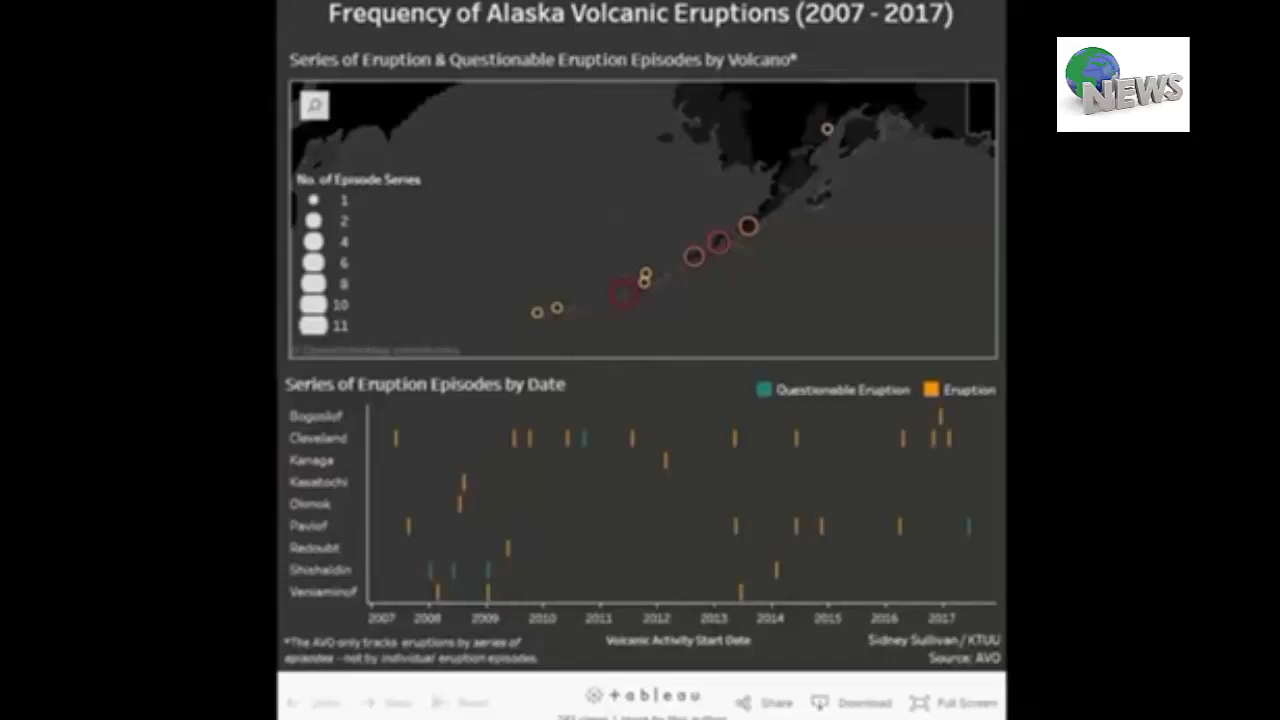 Frequency of Alaska Volcanic Eruptions (2007 - 2017)
NEWS
Series of Eruption & Questionable Eruption Episodes by Volcano*
No. of Episode Series
1
2
4
6
8
10
11
Series of Eruption Episodes by Date
Questionable Eruption Eruption
Bogoslof
Cleveland
Kanaga
Kasatochi
Okmok
Pavlof
Redoubt
Shishaldin
Veniaminof
2007 2008 2009 2010 2011 2012 2013 2014 2015 2016 2017
*The AVO only tracks eruptions by series of
episodes - not by individual eruption episodes.
Volcanic Activity Start Date
Sidney Sullivan / KTUU
Source: AVO
+ableau
Share Download Full Screen